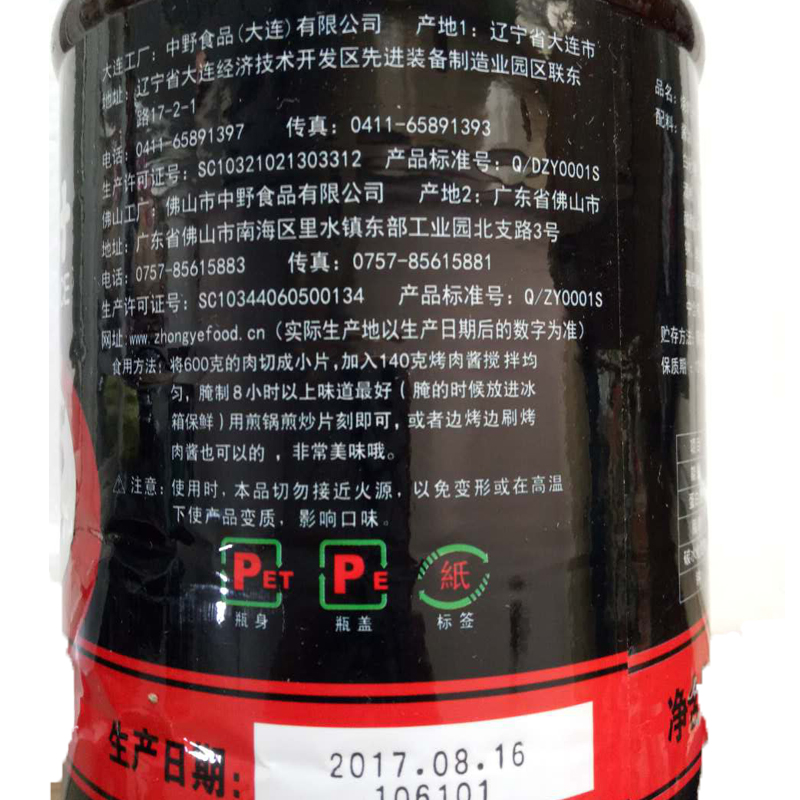 大连工厂：中野食品(大连)有限公司 产地1：辽宁省大连市
地址：辽宁省大连经济技术开发区先进装备制造业园区联东
路17-2-1
电话：0411-65891397 传真：0411-65891393
生产许可证号：SC10321021303312 产品标准号：Q/DZY0001S
佛山工厂：佛山市中野食品有限公司 产地2：广东省佛山市
地址：广东省佛山市南海区里水镇东部工业园北支路3号
电话：0757-85615883 传真：0757-85615881
生产许可证号：SC10344060500134 产品标准号：Q/ZY0001S
网址:www.zhongyefood.cn（实际生产地以生产日期后的数字为准）
食用方法：将600克的肉切成小片,加入140克烤肉酱搅拌均
匀，腌制8小时以上味道最好（腌的时候放进冰
箱保鲜）用煎锅煎炒片刻即可，或者边烤边刷烤
肉酱也可以的，非常美味哦。
⚠注意：使用时，本品切勿接近火源，以免变形或在高温
下使产品变质，影响口味。
PET PE 紙
瓶身 瓶盖 标签
生产日期：
2017.08.16
106101
品名：
配料：
贮存方法：
保质期：
净